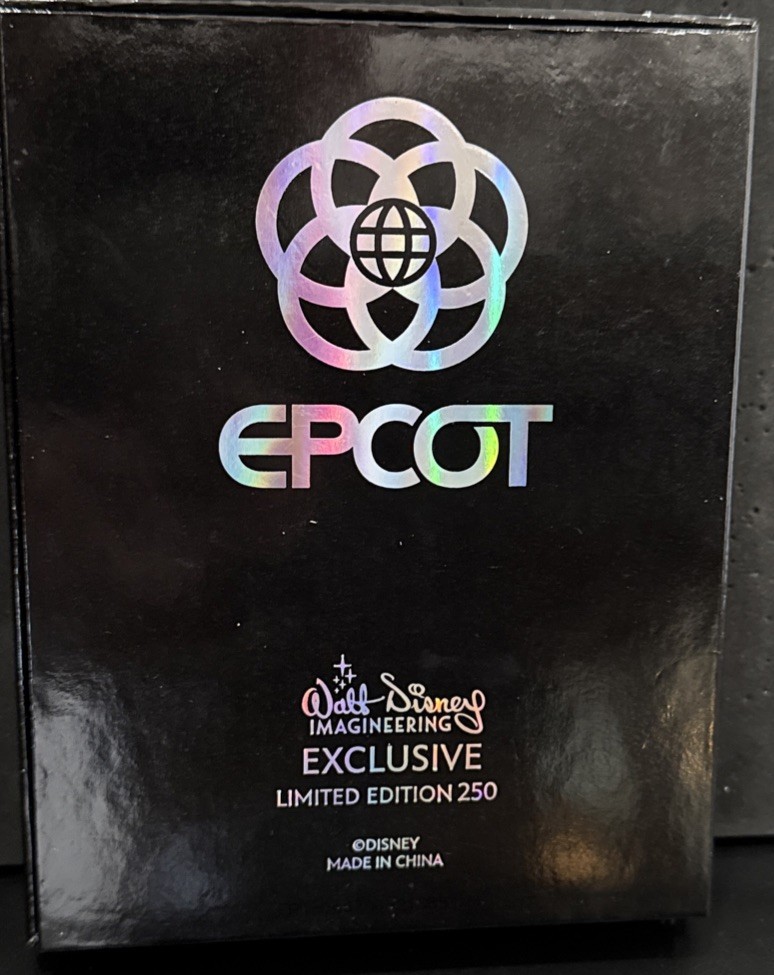 EPCOT
Walt Disney
IMAGINEERING
EXCLUSIVE
LIMITED EDITION 250
©DISNEY
MADE IN CHINA